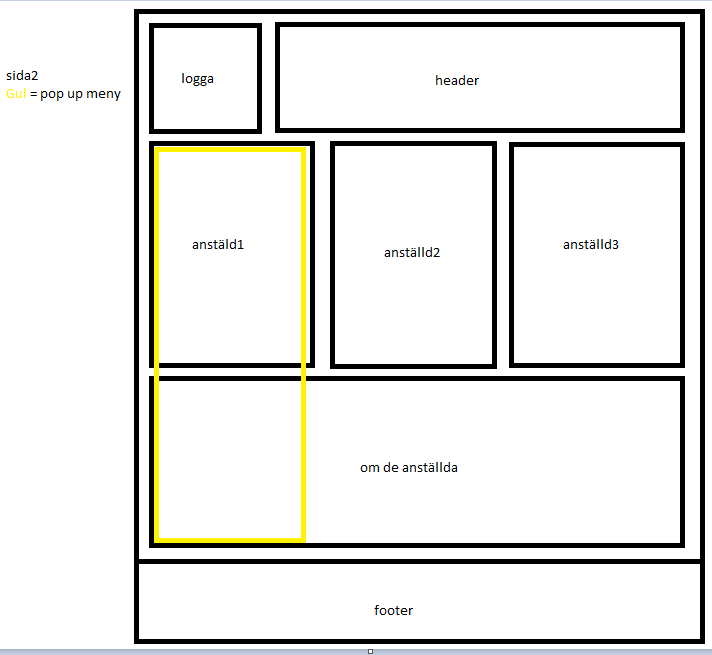 sida2
Gul = pop up meny
logga
header
anstäld1
anställd2
anställd3
om de anställda
footer